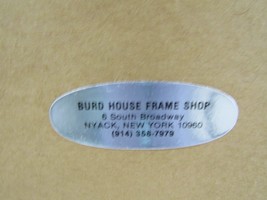 BURD HOUSE FRAME SHOP
6 South Broadway
NYACK, NEW YORK 10960
(914) 358-7979